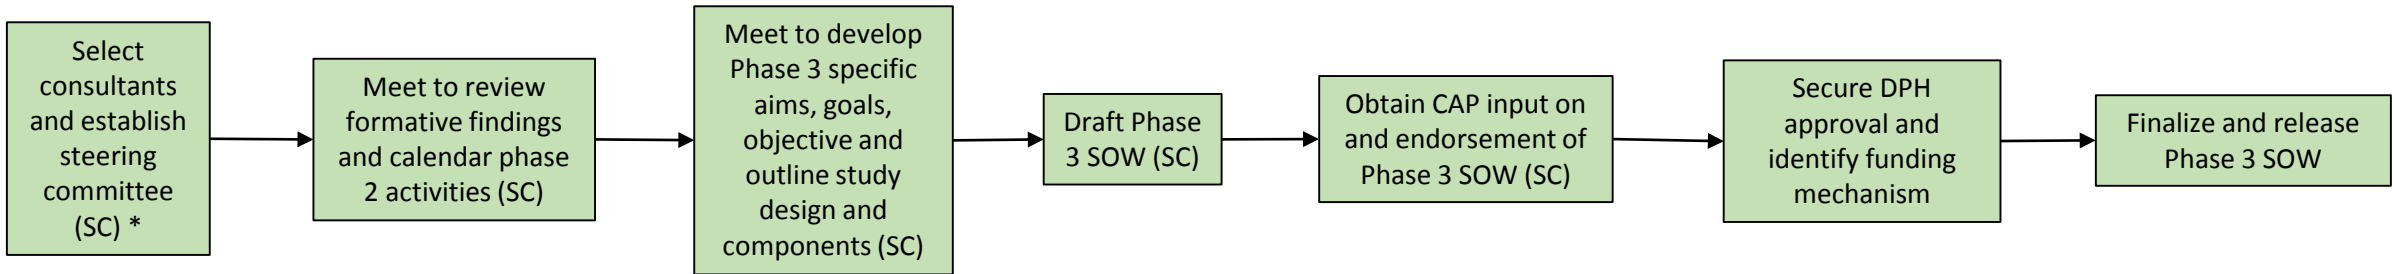 Select
consultants
and establish
steering
committee
(SC) *
Meet to review
formative findings
and calendar phase
2 activities (SC)
Meet to develop
Phase 3 specific
aims, goals,
objective and
outline study
design and
components (SC)
Draft Phase
3 SOW (SC)
Obtain CAP input on
and endorsement of
Phase 3 SOW (SC)
Secure DPH
approval and
identify funding
mechanism
Finalize and release
Phase 3 SOW